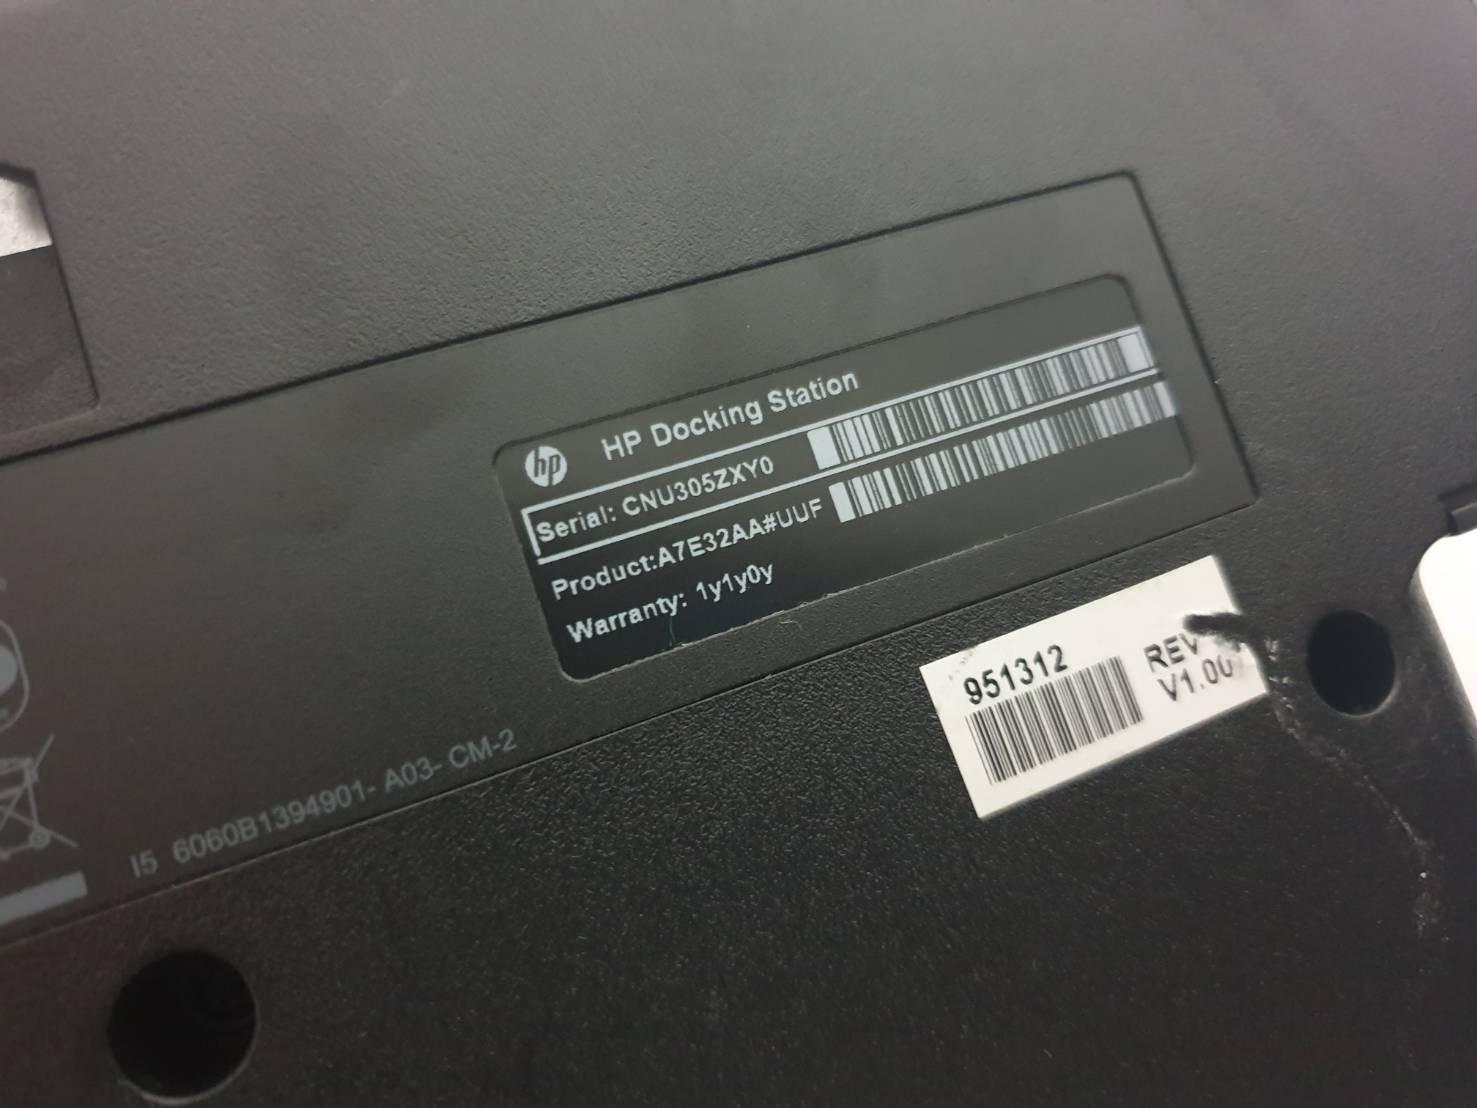 hp HP Docking Station
Serial: CNU305ZXY0
Product:A7E32AA#UUF
Warranty: 1y1y0y
951312
REV
V1.00
I5 6060B1394901- A03- CM-2